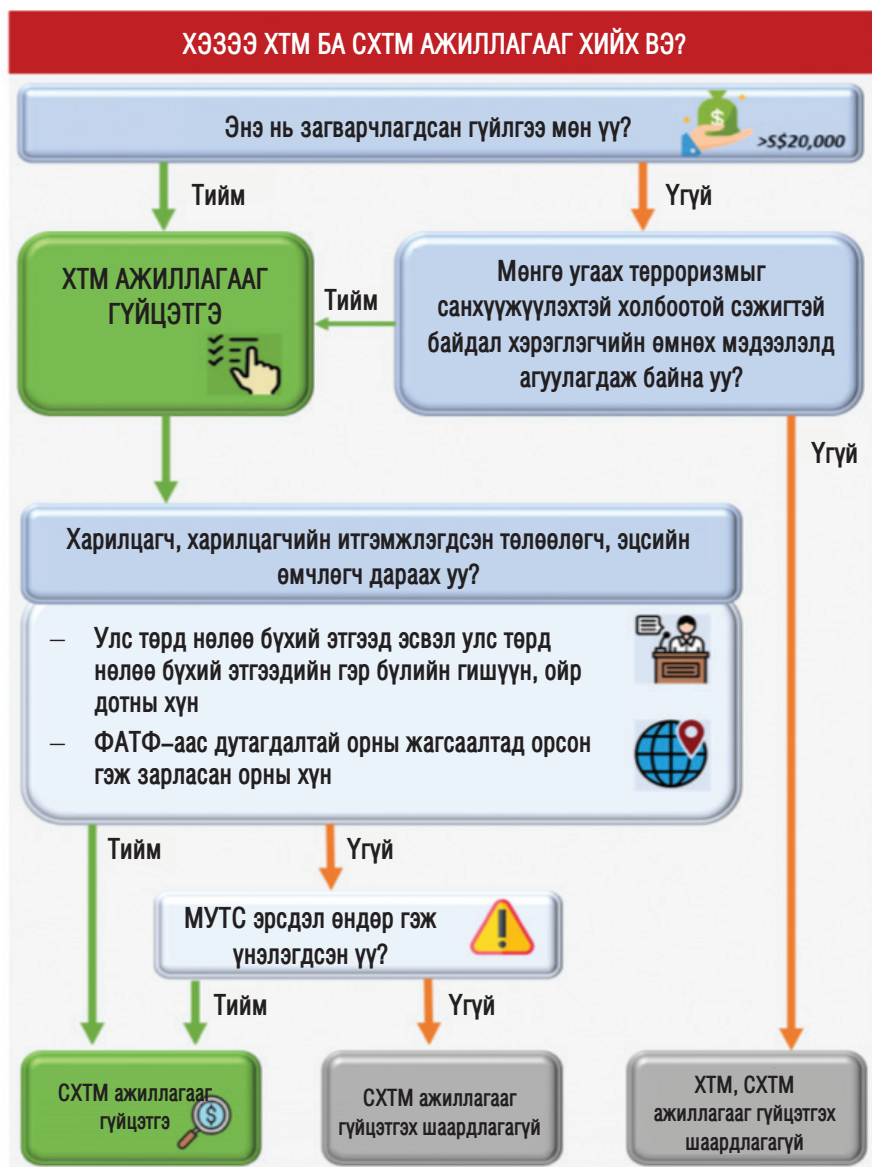 ХЭЗЭЭ ХТМ БА СХТМ АЖИЛЛАГААГ ХИЙХ ВЭ?
Энэ нь загварчлагдсан гүйлгээ мөн үү?
>S$20,000
Тийм
Үгүй
ХТМ АЖИЛЛАГААГ
ГҮЙЦЭТГЭ
Тийм
Мөнгө угаах терроризмыг
санхүүжүүлэхтэй холбоотой сэжигтэй
байдал хэрэглэгчийн өмнөх мэдээлэлд
агуулагдаж байна уу?
Үгүй
Харилцагч, харилцагчийн итгэмжлэгдсэн төлөөлөгч, эцсийн
өмчлөгч дараах уу?
– Улс төрд нөлөө бүхий этгээд эсвэл улс төрд
нөлөө бүхий этгээдийн гэр бүлийн гишүүн, ойр
дотны хүн
– ФАТФ–аас дутагдалтай орны жагсаалтад орсон
гэж зарласан орны хүн
Тийм
Үгүй
МУТС эрсдэл өндөр гэж
үнэлэгдсэн үү?
Тийм
Үгүй
СХТМ ажиллагааг
гүйцэтгэ
$
СХТМ ажиллагааг
гүйцэтгэх шаардлагагүй
ХТМ, СХТМ
ажиллагааг гүйцэтгэх
шаардлагагүй